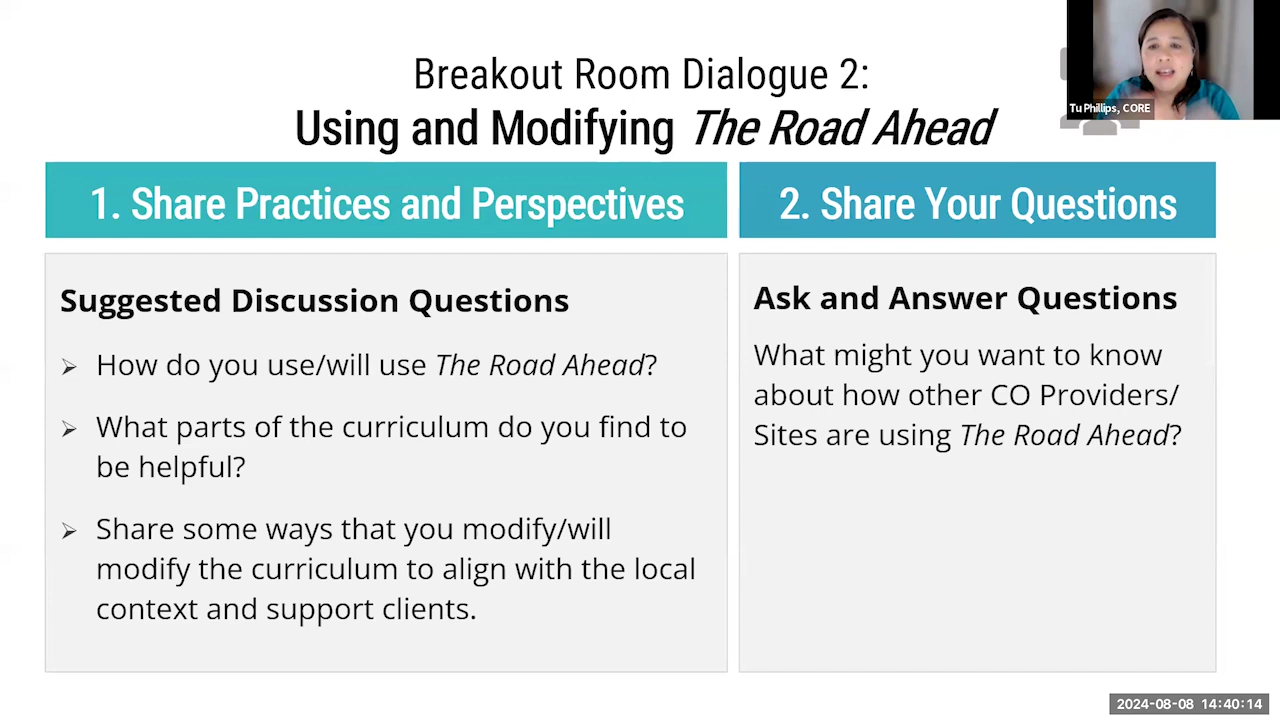 Breakout Room Dialogue 2:
Using and Modifying The Road Ahead
Tu Phillips, CORE
1. Share Practices and Perspectives
Suggested Discussion Questions
➢ How do you use/will use The Road Ahead?
➢ What parts of the curriculum do you find to
be helpful?
➢ Share some ways that you modify/will
modify the curriculum to align with the local
context and support clients.
2. Share Your Questions
Ask and Answer Questions
What might you want to know
about how other CO Providers/
Sites are using The Road Ahead?
2024-08-08 14:40:14